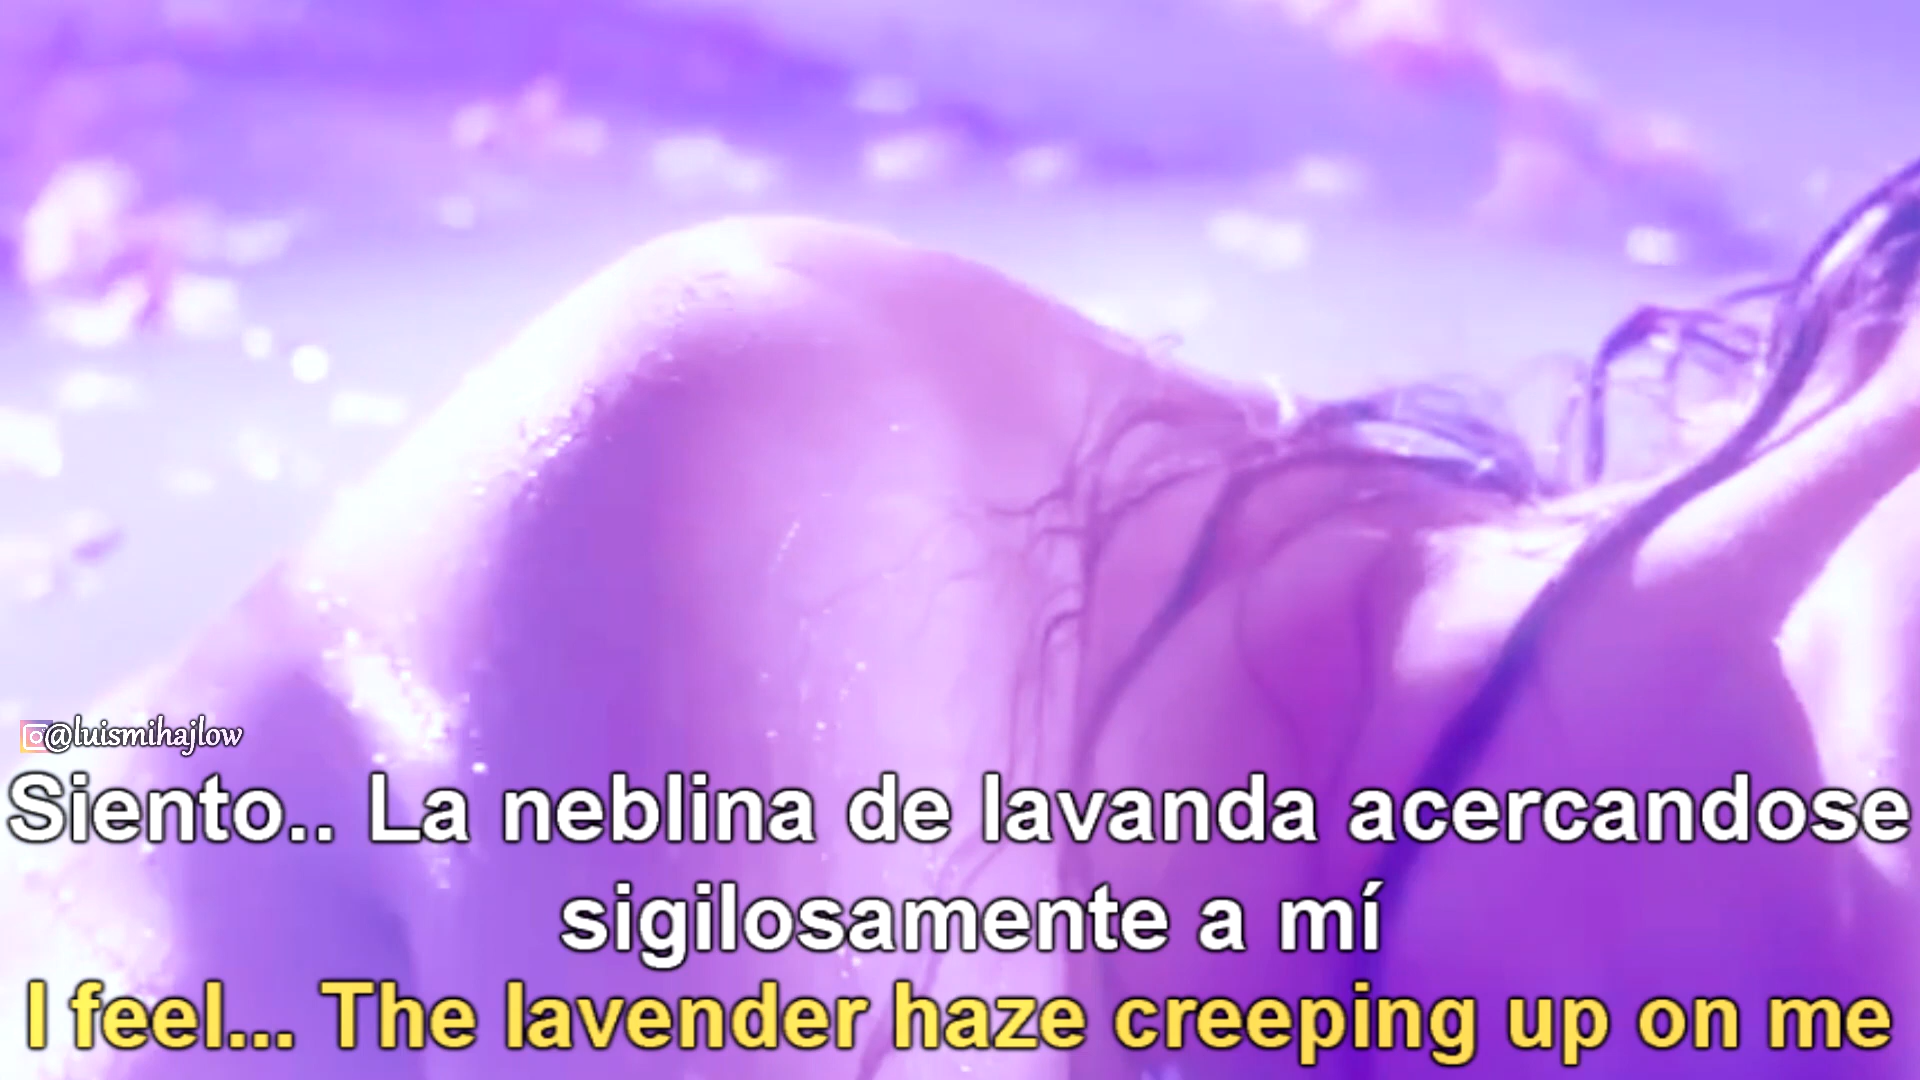 @luismihajlow
Siento.. La neblina de lavanda acercandose
sigilosamente a mí
I feel... The lavender haze creeping up on me